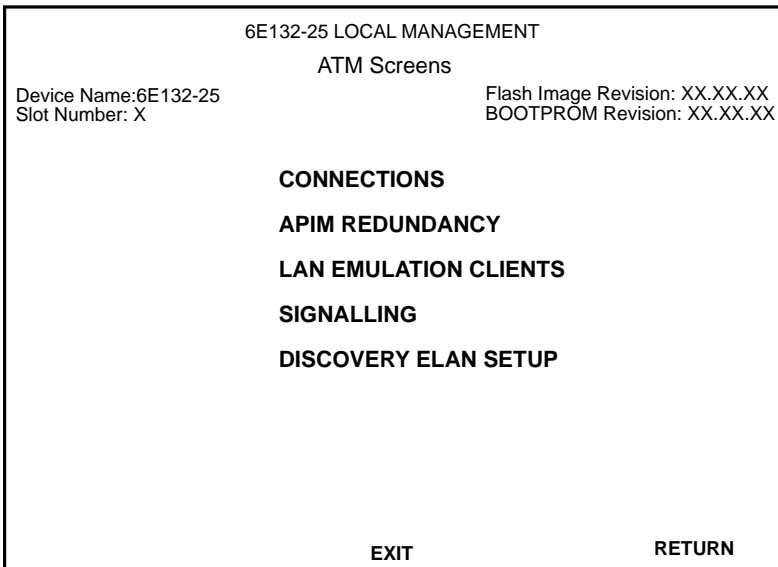 6E132-25 LOCAL MANAGEMENT
ATM Screens
Device Name:6E132-25
Slot Number: X
Flash Image Revision: XX.XX.XX
BOOTPROM Revision: XX.XX.XX
CONNECTIONS
APIM REDUNDANCY
LAN EMULATION CLIENTS
SIGNALLING
DISCOVERY ELAN SETUP
EXIT
RETURN